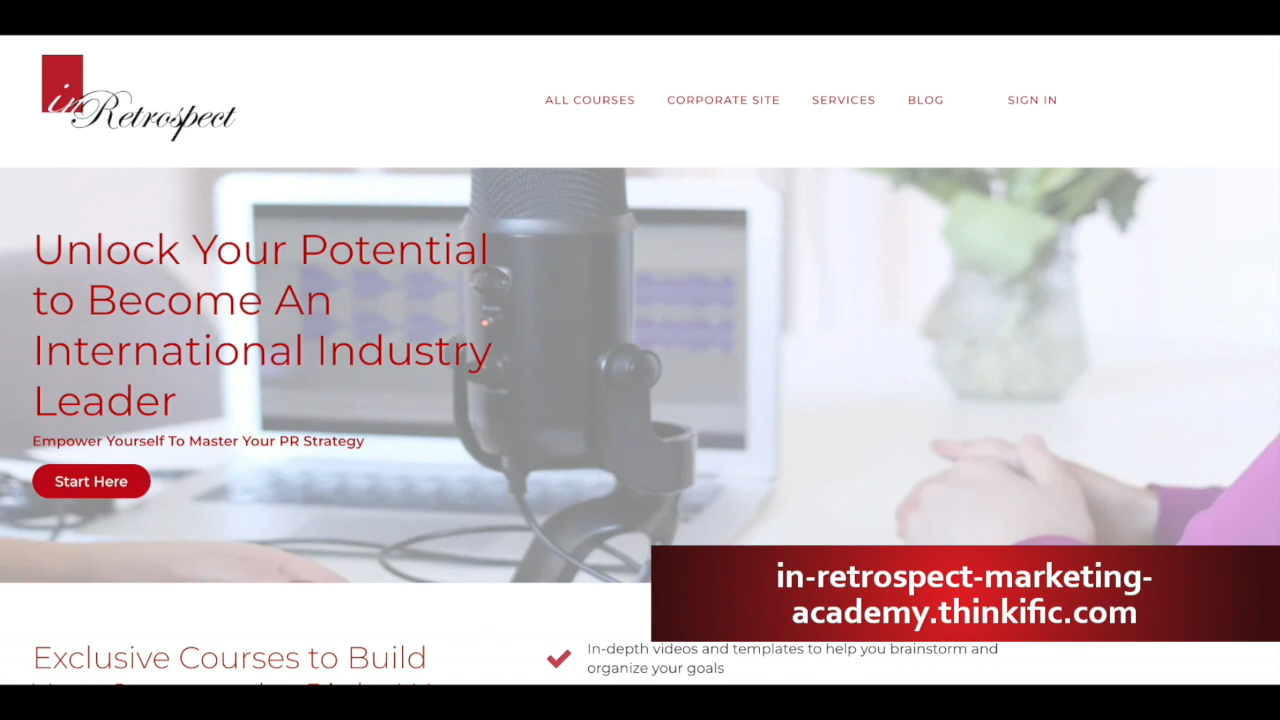 in Retrospect
ALL COURSES CORPORATE SITE SERVICES BLOG SIGN IN
Unlock Your Potential
to Become An
International Industry
Leader
Empower Yourself To Master Your PR Strategy
Start Here
in-retrospect-marketing-
academy.thinkific.com
Exclusive Courses to Build
In-depth videos and templates to help you brainstorm and
organize your goals